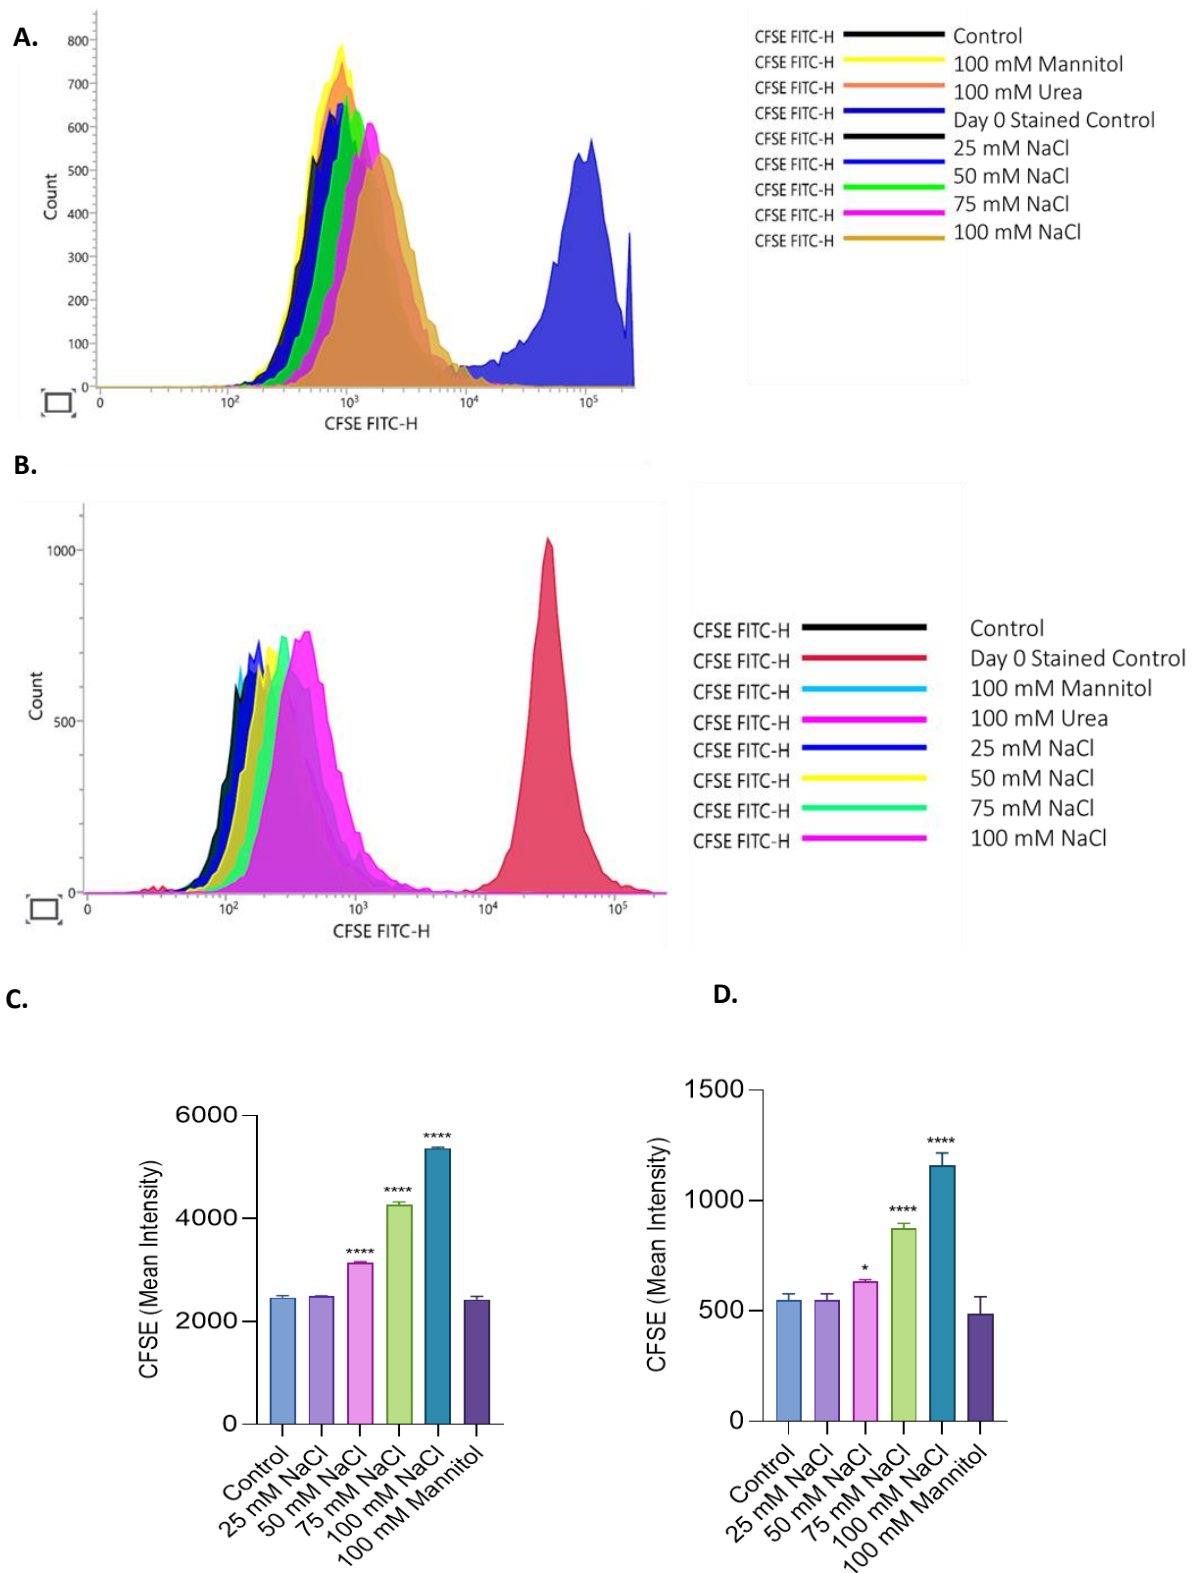 A.
800
700
600
500
400
300
200
100
0
Count
0 10² 10³ 10⁴ 10⁵
CFSE FITC-H
CFSE FITC-H Control
CFSE FITC-H 100 mM Mannitol
CFSE FITC-H 100 mM Urea
CFSE FITC-H Day 0 Stained Control
CFSE FITC-H 25 mM NaCl
CFSE FITC-H 50 mM NaCl
CFSE FITC-H 75 mM NaCl
CFSE FITC-H 100 mM NaCl
CFSE FITC-H
B.
1000
500
0
Count
0 10² 10³ 10⁴ 10⁵
CFSE FITC-H
CFSE FITC-H Control
CFSE FITC-H Day 0 Stained Control
CFSE FITC-H 100 mM Mannitol
CFSE FITC-H 100 mM Urea
CFSE FITC-H 25 mM NaCl
CFSE FITC-H 50 mM NaCl
CFSE FITC-H 75 mM NaCl
CFSE FITC-H 100 mM NaCl
C.
6000
4000
2000
0
CFSE (Mean Intensity)
****
****
****
Control
25 mM NaCl
50 mM NaCl
75 mM NaCl
100 mM NaCl
100 mM Mannitol
D.
1500
1000
500
0
CFSE (Mean Intensity)
*
****
****
Control
25 mM NaCl
50 mM NaCl
75 mM NaCl
100 mM NaCl
100 mM Mannitol